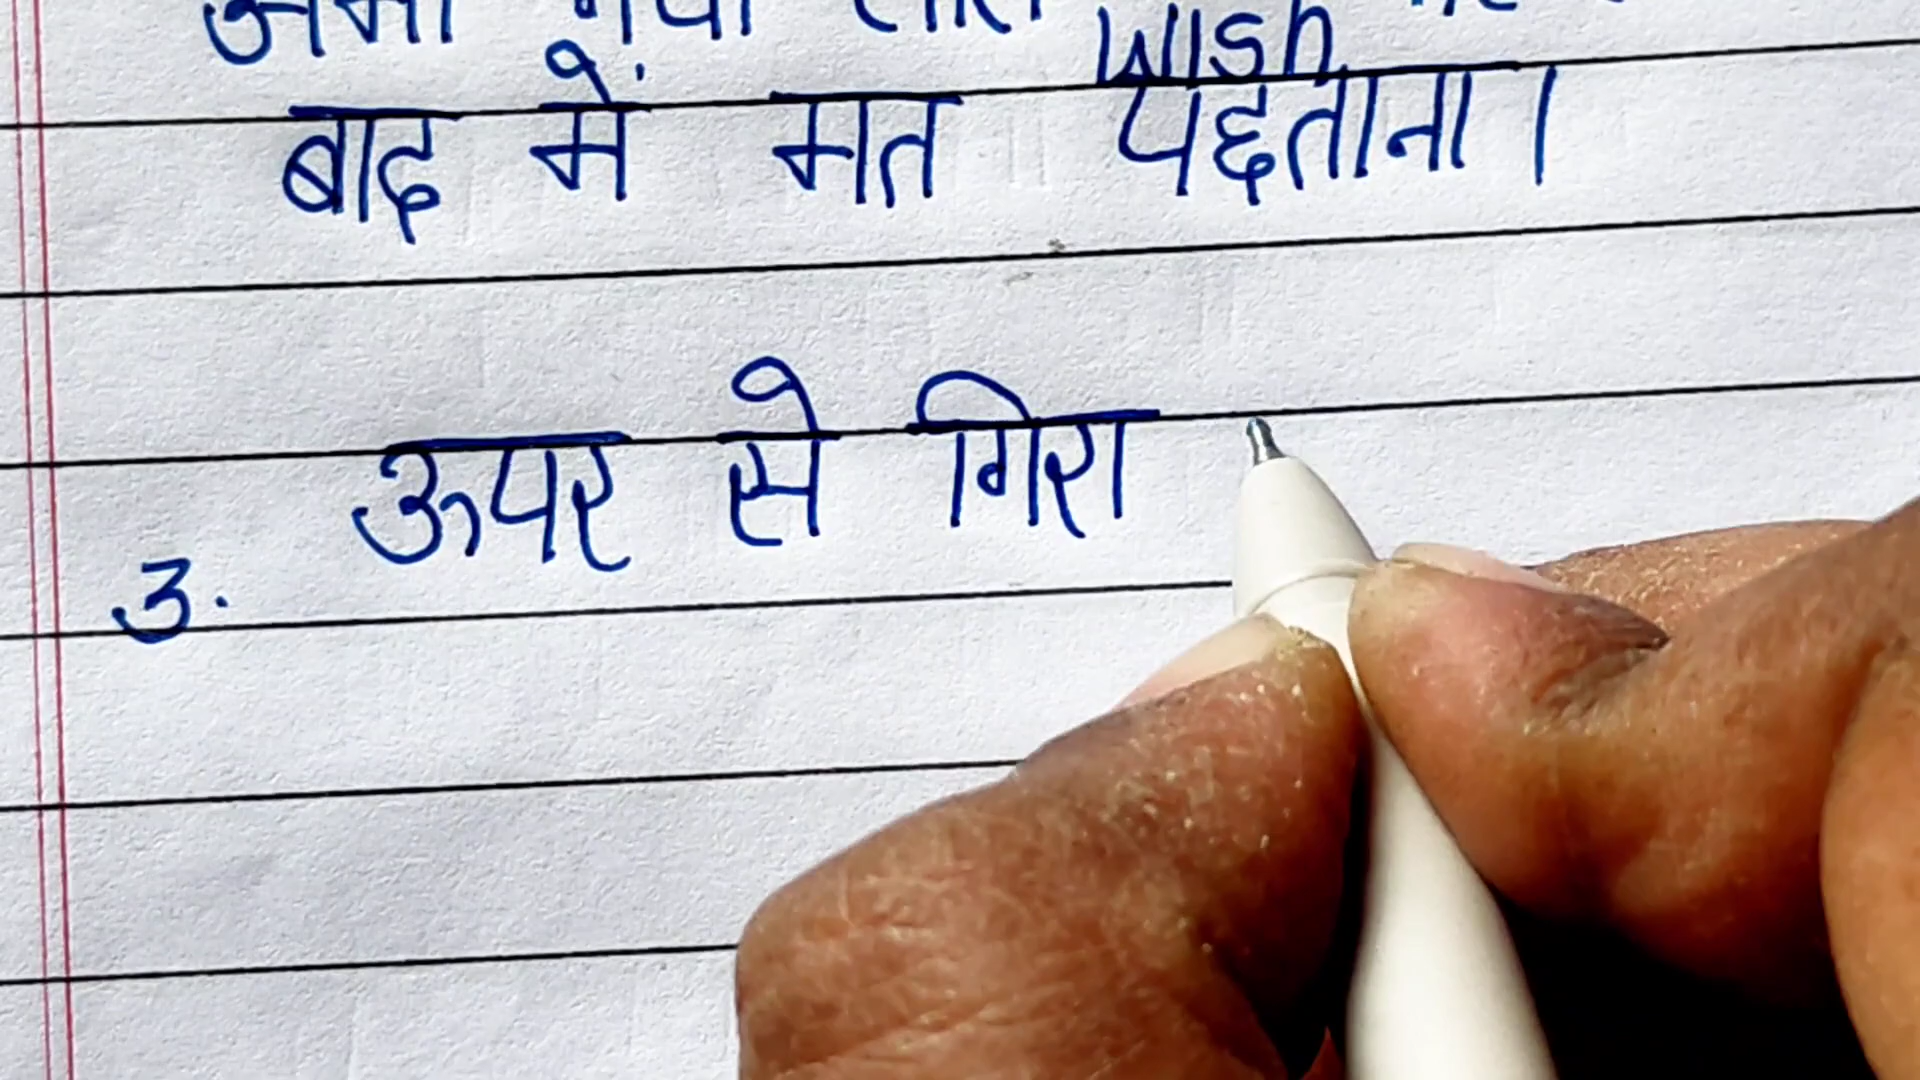 wish
बाद में मत पछताना।
3. ऊपर से गिरा